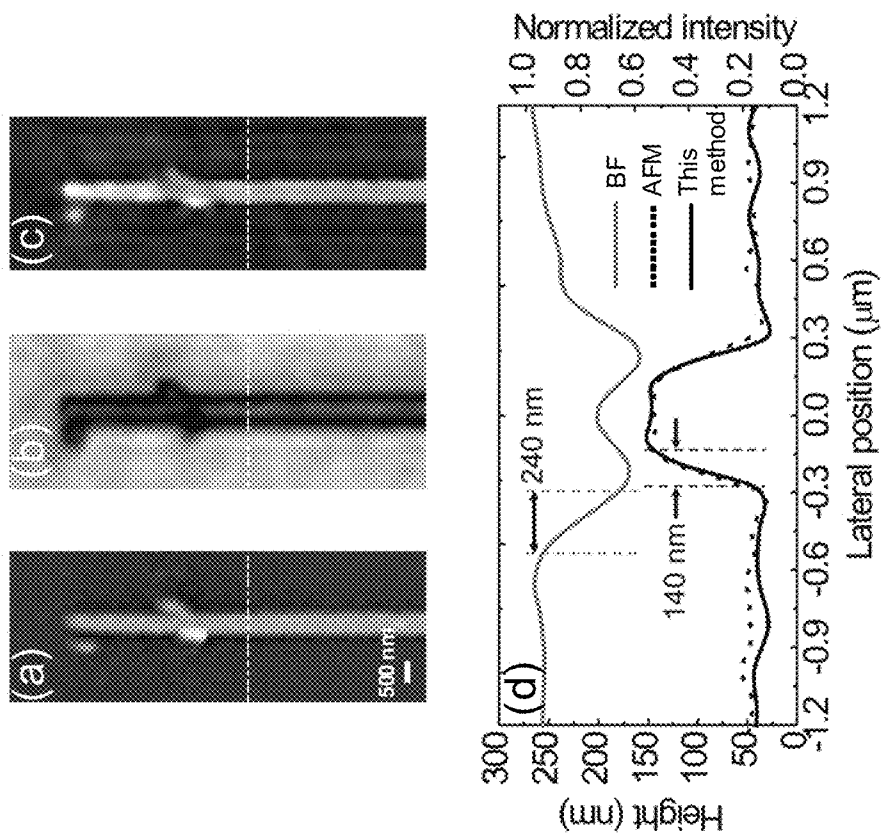 (a)
500 nm
(b)
(c)
(d)
Height (nm)
300
250
200
150
100
50
0
Normalized intensity
1.0
0.8
0.6
0.4
0.2
0.0
240 nm
140 nm
BF
AFM
This
method
-1.2 -0.9 -0.6 -0.3 0.0 0.3 0.6 0.9 1.2
Lateral position (μm)